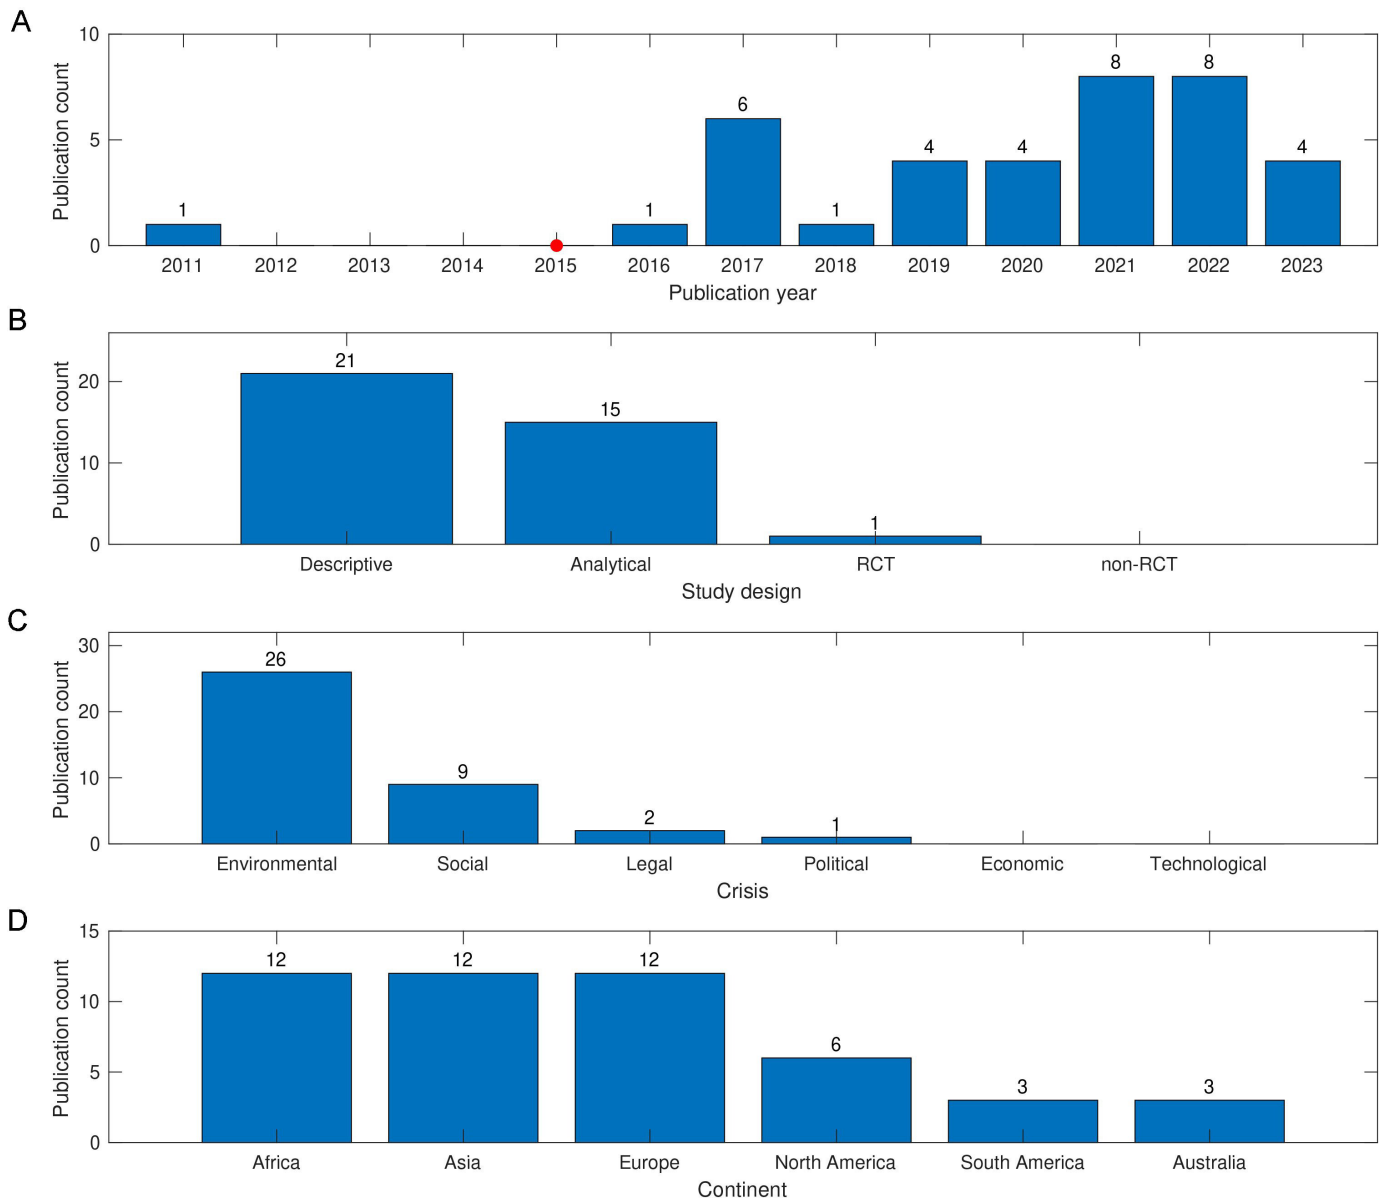 A
Publication count
10
5
0
1
1
6
1
4
4
8
8
4
2011 2012 2013 2014 2015 2016 2017 2018 2019 2020 2021 2022 2023
Publication year
B
Publication count
20
10
0
21
15
1
Descriptive Analytical RCT non-RCT
Study design
C
Publication count
30
20
10
0
26
9
2
1
Environmental Social Legal Political Economic Technological
Crisis
D
Publication count
15
10
5
0
12
12
12
6
3
3
Africa Asia Europe North America South America Australia
Continent